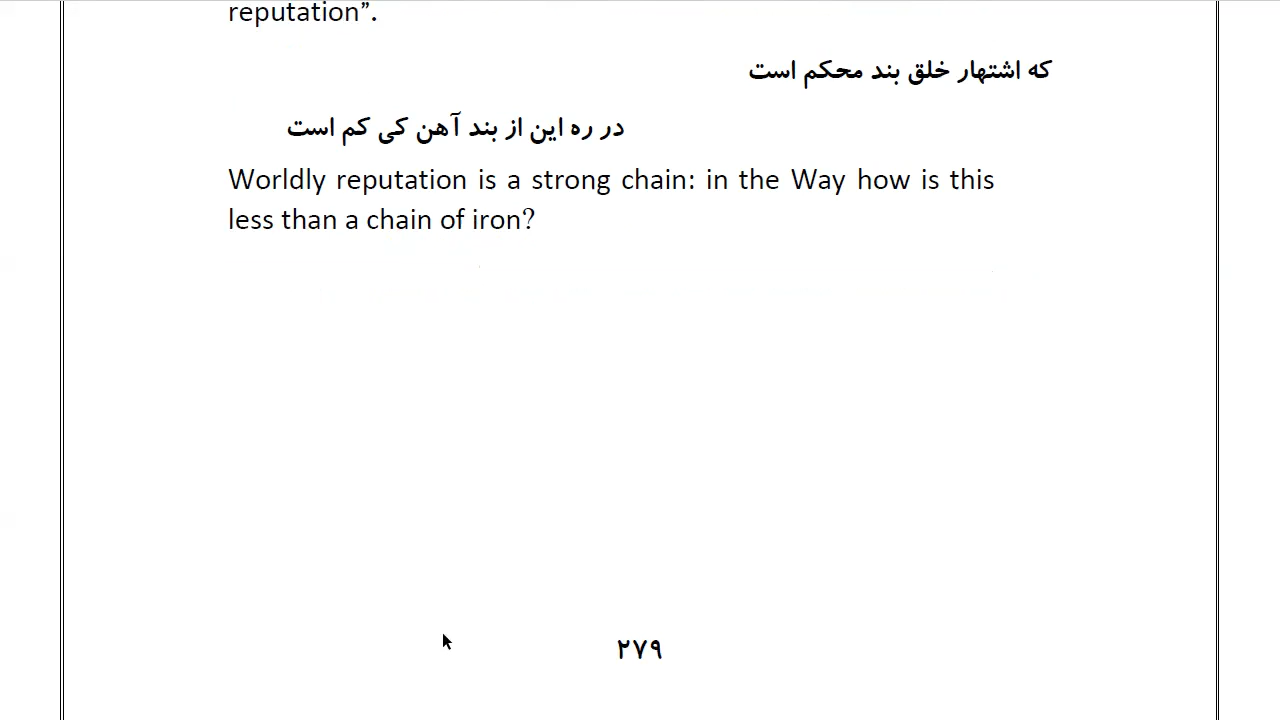 reputation”.
که اشتهار خلق بند محکم است
در ره این از بند آهن کی کم است
Worldly reputation is a strong chain: in the Way how is this
less than a chain of iron?
۲۷۹